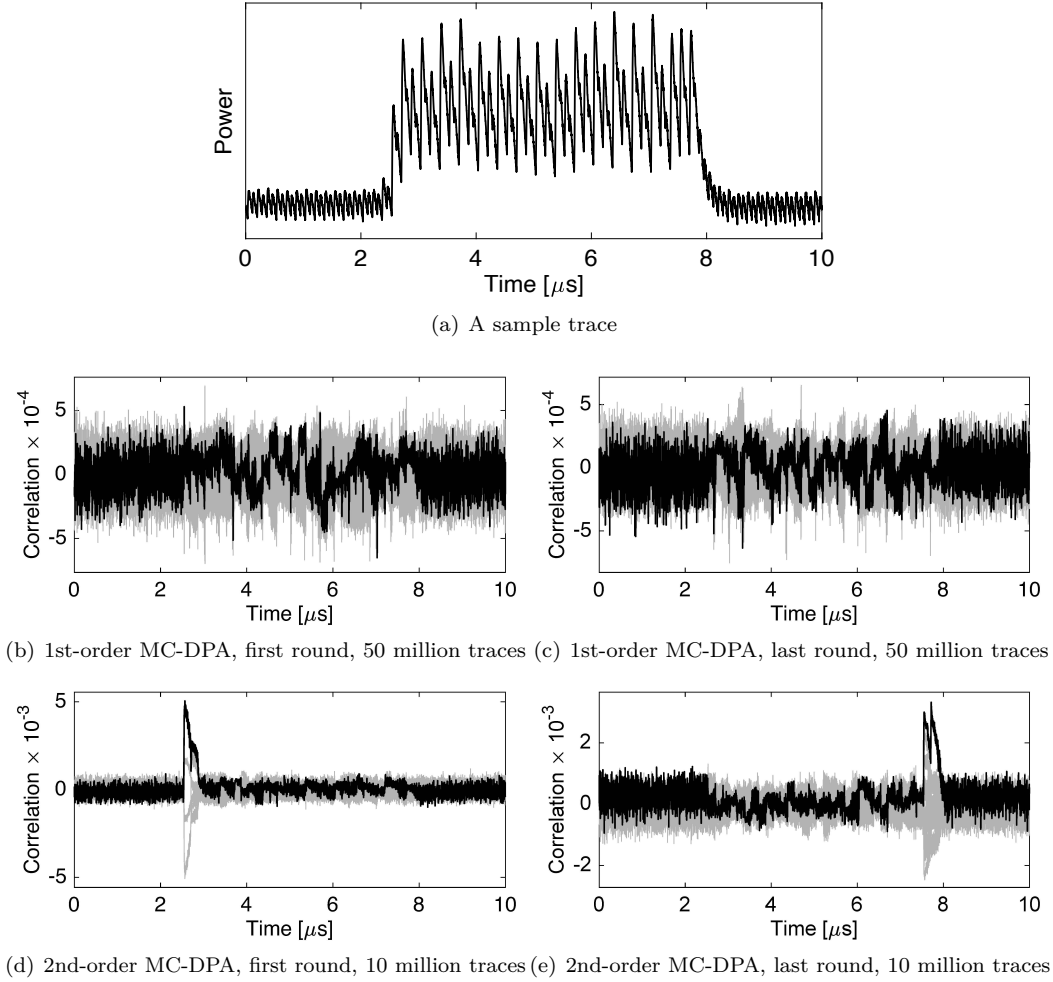 Power
0 2 4 6 8 10
Time [μs]
(a) A sample trace
Correlation × 10⁻⁴
5
0
-5
0 2 4 6 8 10
Time [μs]
Correlation × 10⁻⁴
5
0
-5
0 2 4 6 8 10
Time [μs]
(b) 1st-order MC-DPA, first round, 50 million traces
(c) 1st-order MC-DPA, last round, 50 million traces
Correlation × 10⁻³
5
0
-5
0 2 4 6 8 10
Time [μs]
Correlation × 10⁻³
2
0
-2
0 2 4 6 8 10
Time [μs]
(d) 2nd-order MC-DPA, first round, 10 million traces
(e) 2nd-order MC-DPA, last round, 10 million traces